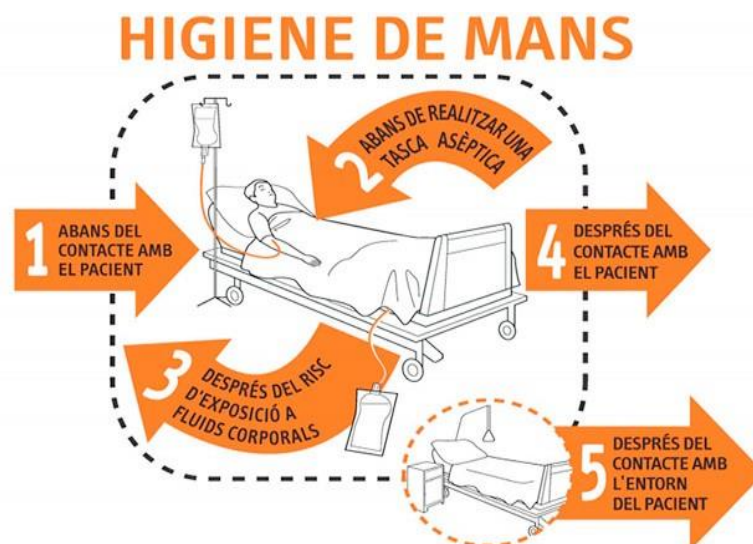 HIGIENE DE MANS
1 ABANS DEL
CONTACTE AMB
EL PACIENT
2 ABANS DE REALITZAR UNA
TASCA ASÈPTICA
3 DESPRÉS DEL RISC
D'EXPOSICIÓ A
FLUIDS CORPORALS
4 DESPRÉS DEL
CONTACTE AMB
EL PACIENT
5 DESPRÉS DEL
CONTACTE AMB
L'ENTORN
DEL PACIENT